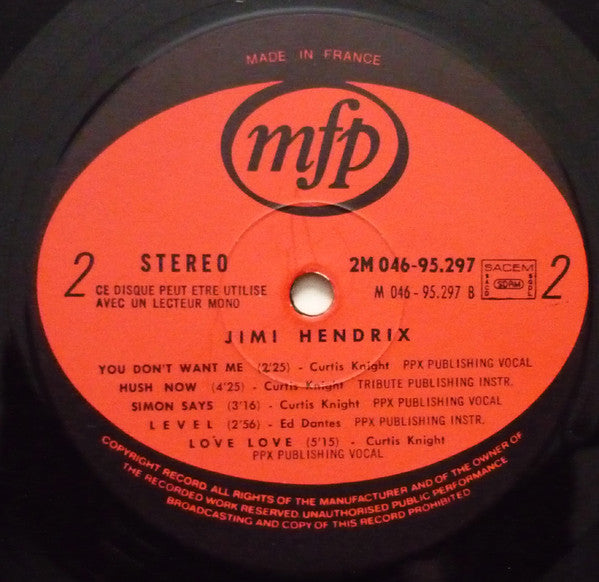 MADE IN FRANCE
mfp
2 STEREO 2M 046-95.297 SACEM 2
CE DISQUE PEUT ETRE UTILISE M 046 - 95.297 B SACD SDRM SGDL
AVEC UN LECTEUR MONO
JIMI HENDRIX
YOU DON'T WANT ME (2'25) - Curtis Knight PPX PUBLISHING VOCAL
HUSH NOW (4'25) - Curtis Knight TRIBUTE PUBLISHING INSTR.
SIMON SAYS (3'16) - Curtis Knight PPX PUBLISHING VOCAL
LEVEL (2'56) - Ed Dantes PPX PUBLISHING INSTR.
LOVE LOVE (5'15) - Curtis Knight
PPX PUBLISHING VOCAL
COPYRIGHT RECORD. ALL RIGHTS OF THE MANUFACTURER AND OF THE OWNER OF
THE RECORDED WORK RESERVED. UNAUTHORISED PUBLIC PERFORMANCE
BROADCASTING AND COPY OF THIS RECORD PROHIBITED